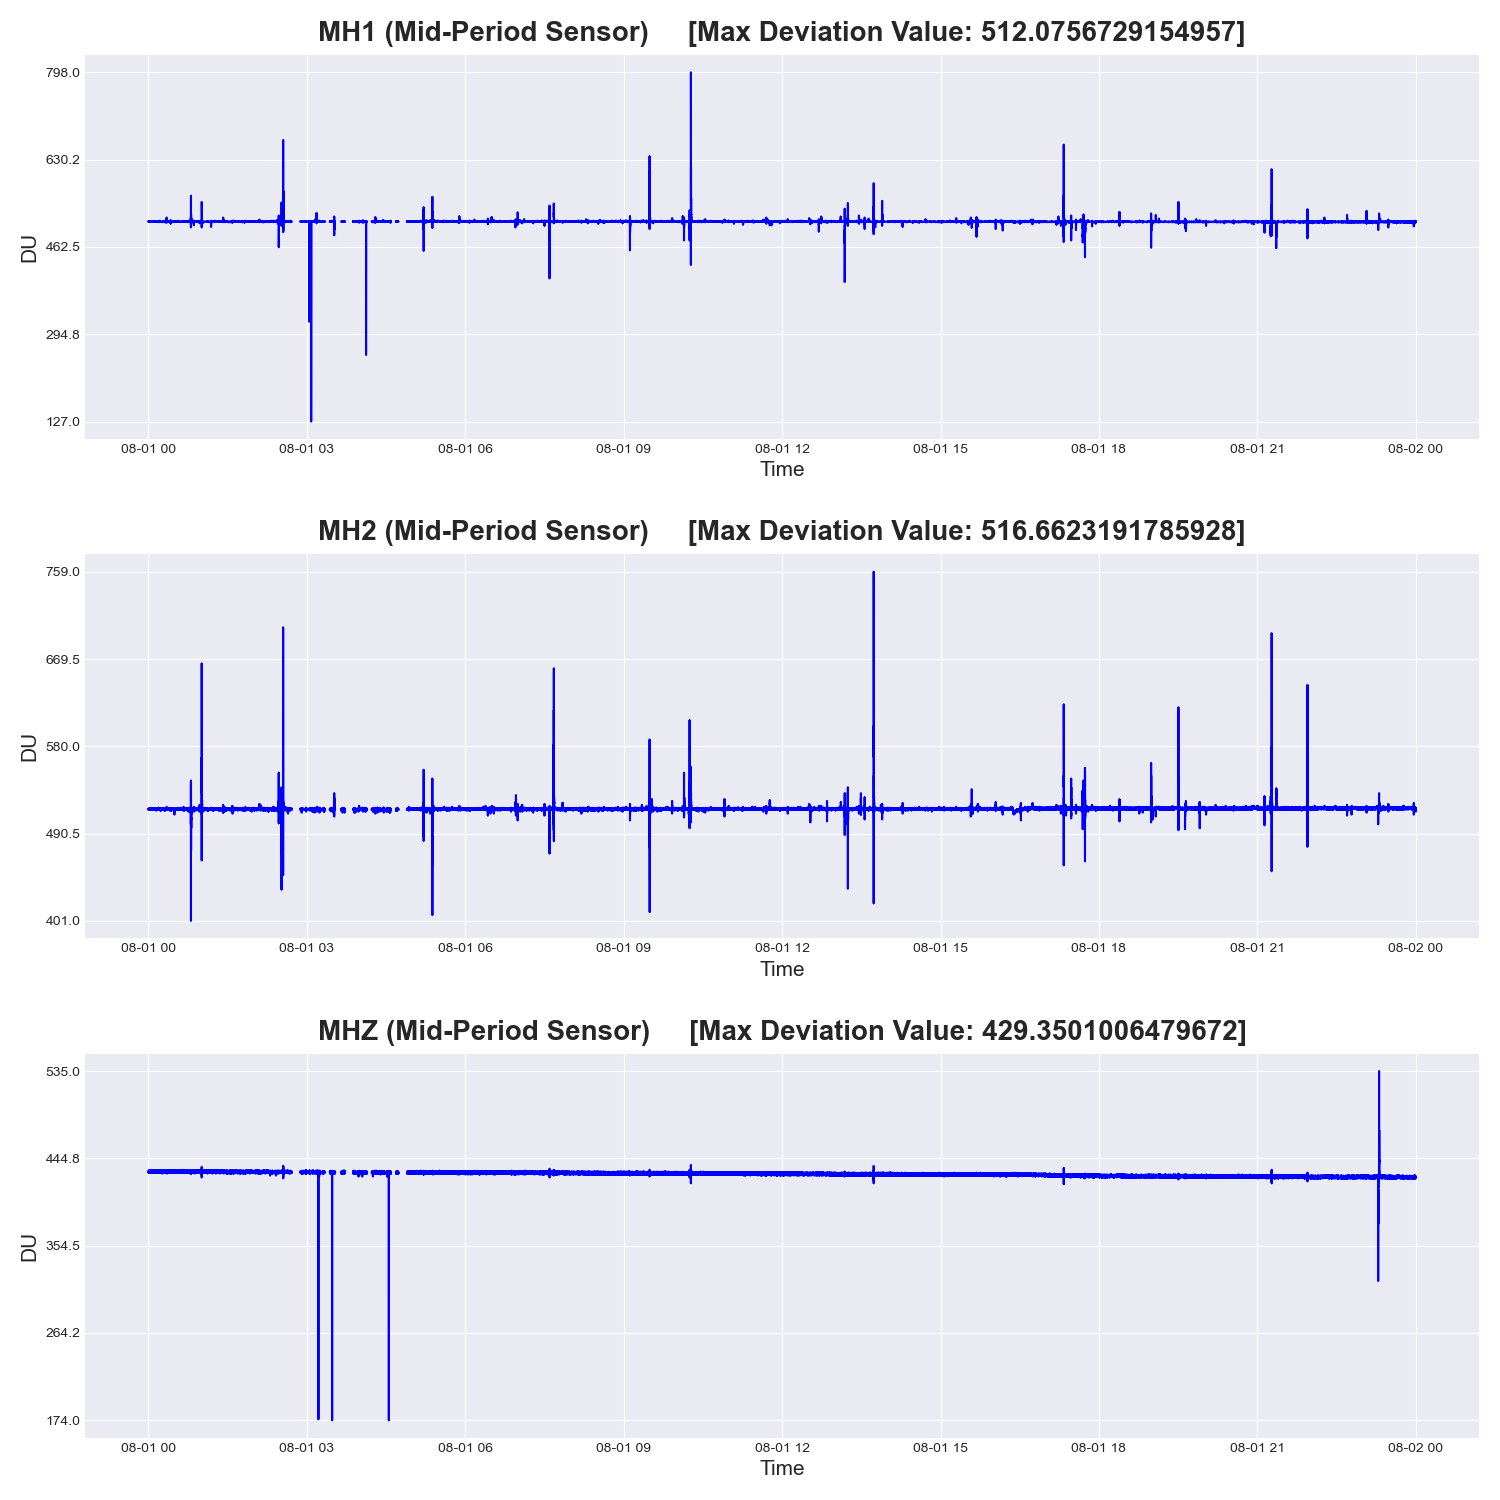 MH1 (Mid-Period Sensor) [Max Deviation Value: 512.0756729154957]
798.0
630.2
462.5
294.8
127.0
DU
08-01 00 08-01 03 08-01 06 08-01 09 08-01 12 08-01 15 08-01 18 08-01 21 08-02 00
Time
MH2 (Mid-Period Sensor) [Max Deviation Value: 516.6623191785928]
759.0
669.5
580.0
490.5
401.0
DU
08-01 00 08-01 03 08-01 06 08-01 09 08-01 12 08-01 15 08-01 18 08-01 21 08-02 00
Time
MHZ (Mid-Period Sensor) [Max Deviation Value: 429.3501006479672]
535.0
444.8
354.5
264.2
174.0
DU
08-01 00 08-01 03 08-01 06 08-01 09 08-01 12 08-01 15 08-01 18 08-01 21 08-02 00
Time